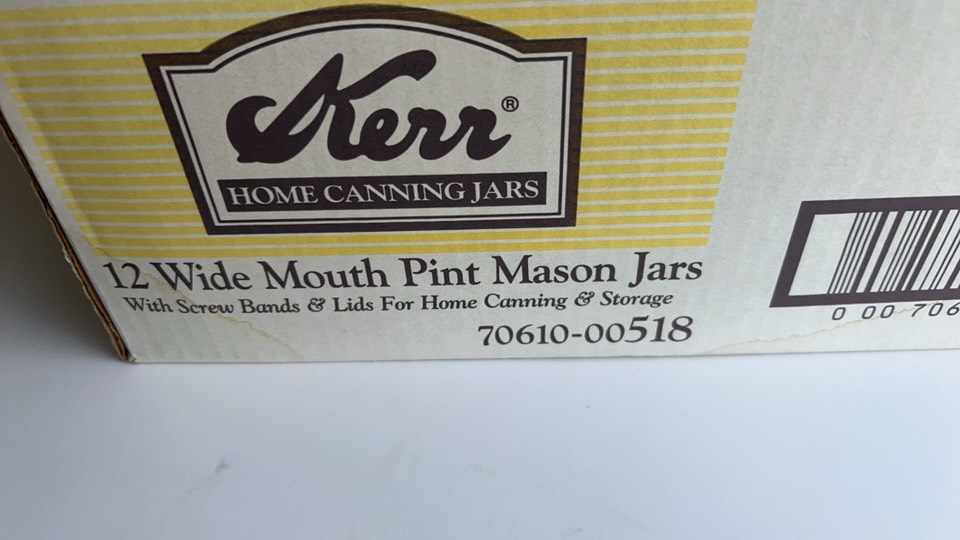 Kerr®
HOME CANNING JARS
12 Wide Mouth Pint Mason Jars
With Screw Bands & Lids For Home Canning & Storage
70610-00518
0 00 706